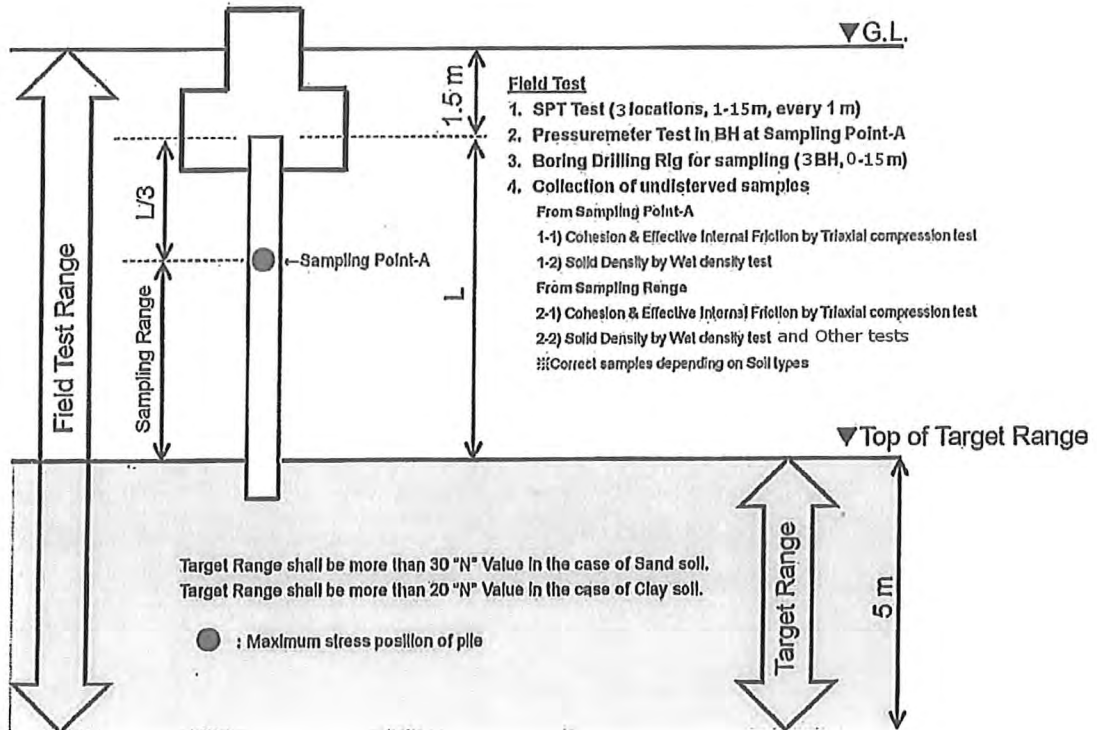 ▼G.L.
1.5 m
Field Test
1. SPT Test (3 locations, 1-15m, every 1 m)
2. Pressuremeter Test in BH at Sampling Point-A
3. Boring Drilling Rig for sampling (3BH, 0-15m)
4. Collection of undisterved samples
From Sampling Point-A
1-1) Cohesion & Effective Internal Friction by Triaxial compression test
1-2) Solid Density by Wet density test
From Sampling Range
2-1) Cohesion & Effective Internal Friction by Triaxial compression test
2-2) Solid Density by Wet density test and Other tests
※Correct samples depending on Soil types
L/3
←Sampling Point-A
L
Sampling Range
Field Test Range
▼Top of Target Range
Target Range shall be more than 30 "N" Value in the case of Sand soil.
Target Range shall be more than 20 "N" Value in the case of Clay soil.
: Maximum stress position of pile
Target Range
5 m